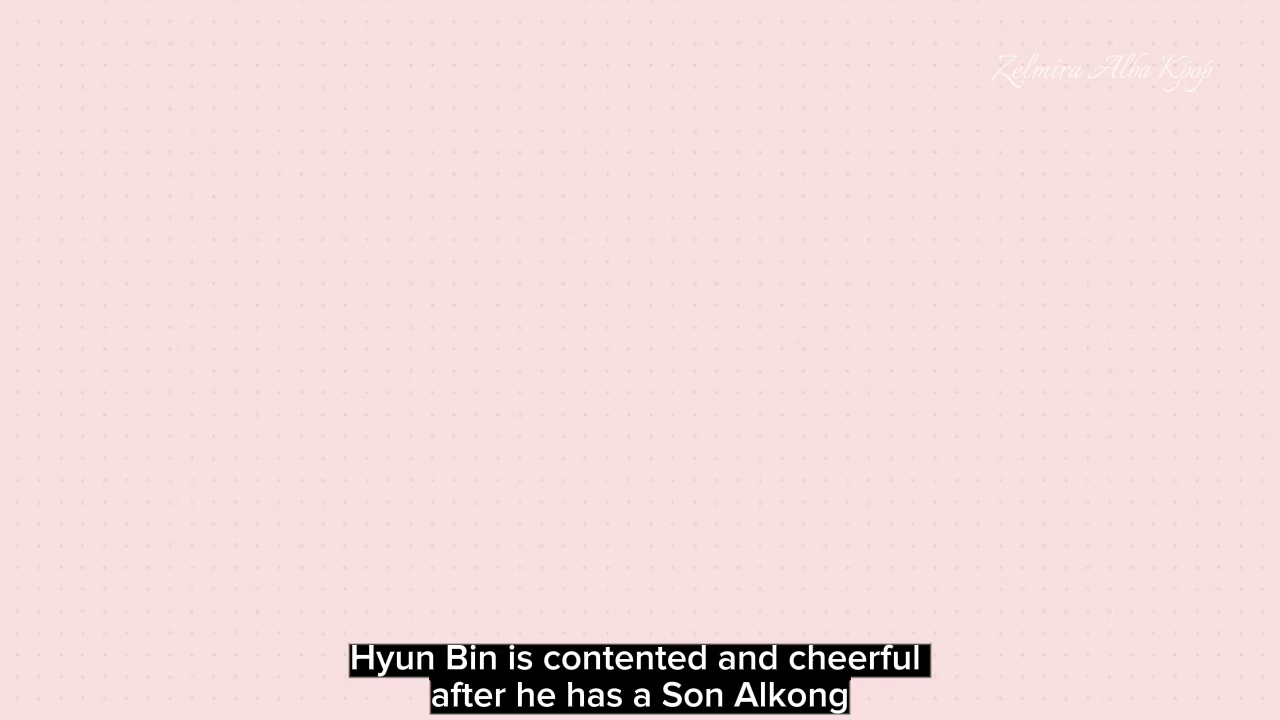 Zelmira Alba Kpop
Hyun Bin is contented and cheerful
after he has a Son Alkong